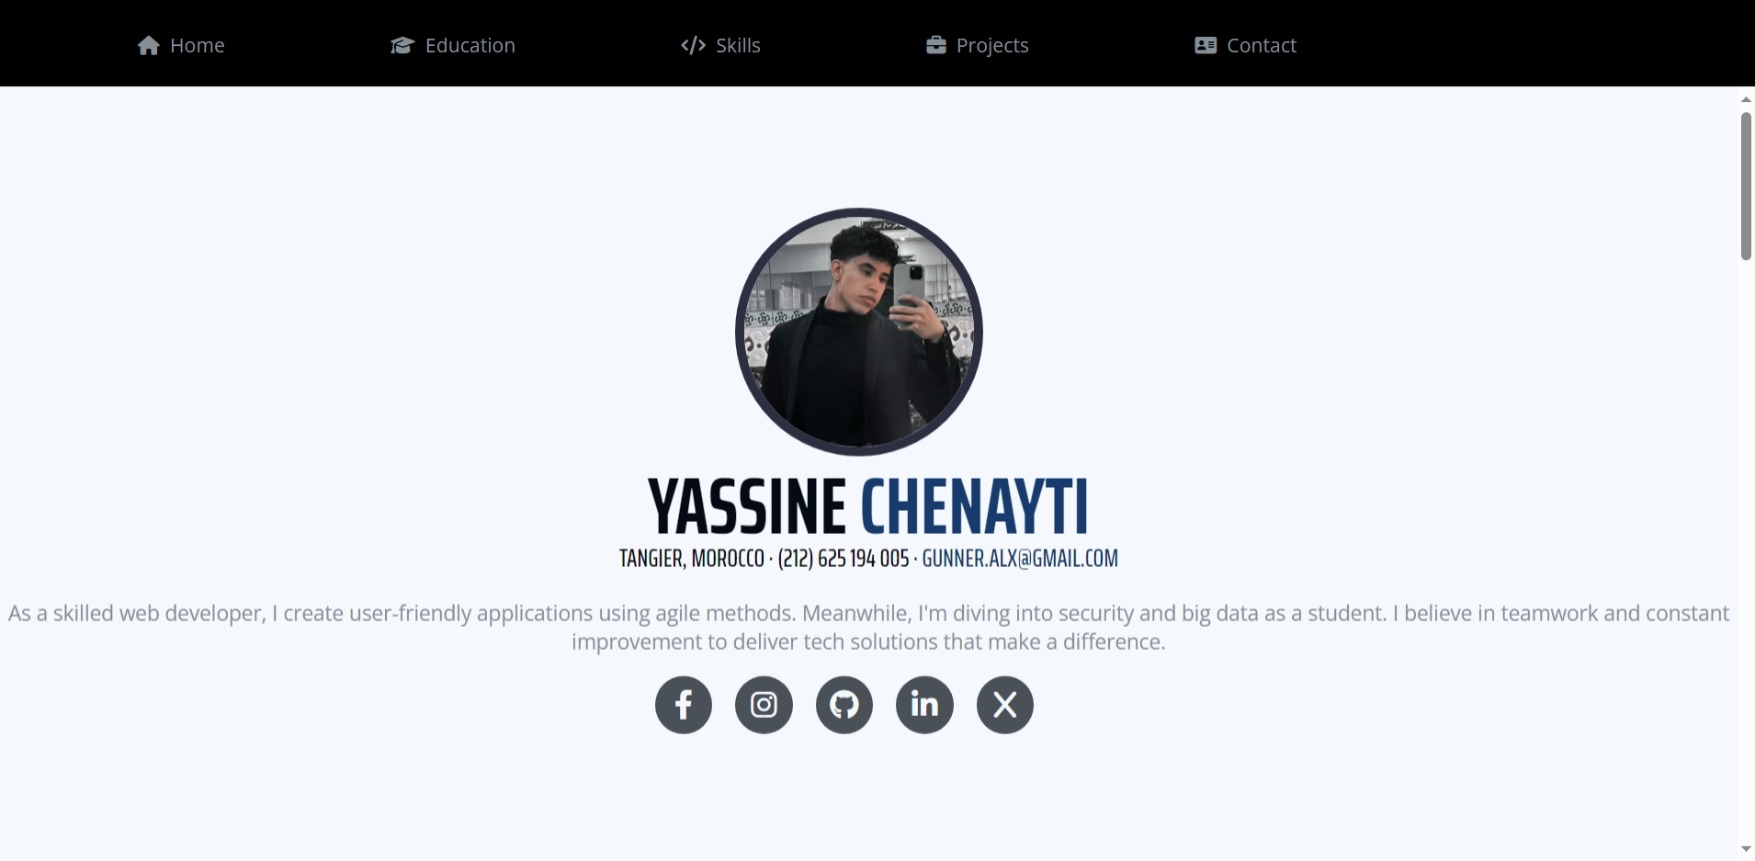 Home
Education
Skills
Projects
Contact
YASSINE CHENAYTI
TANGIER, MOROCCO · (212) 625 194 005 · GUNNER.ALX@GMAIL.COM
As a skilled web developer, I create user-friendly applications using agile methods. Meanwhile, I'm diving into security and big data as a student. I believe in teamwork and constant
improvement to deliver tech solutions that make a difference.